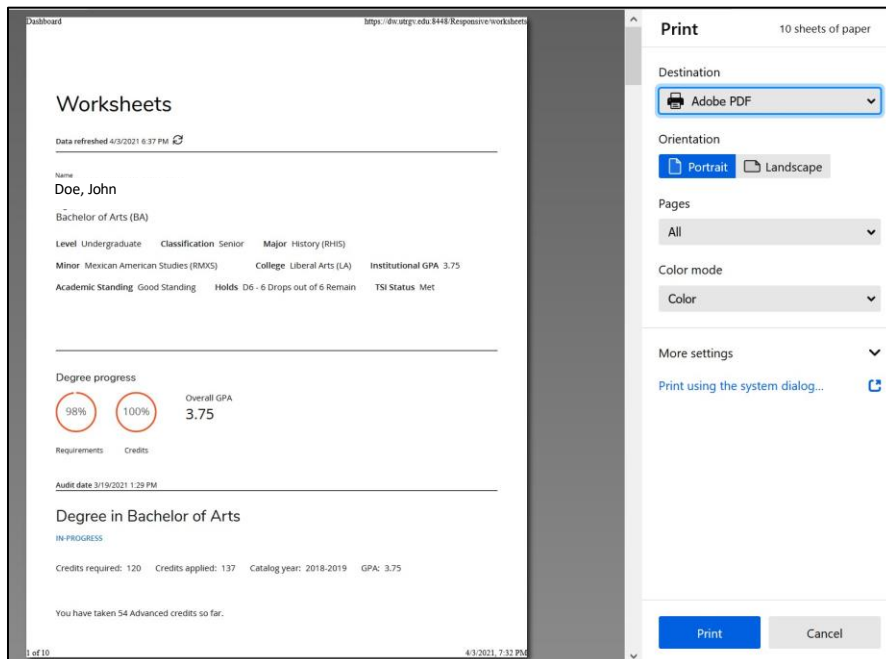 Dashboard https://dw.utrgv.edu:8448/Responsive/worksheets
Worksheets
Data refreshed 4/3/2021 6:37 PM
Name
Doe, John
Bachelor of Arts (BA)
Level Undergraduate Classification Senior Major History (RHIS)
Minor Mexican American Studies (RMXS) College Liberal Arts (LA) Institutional GPA 3.75
Academic Standing Good Standing Holds D6 - 6 Drops out of 6 Remain TSI Status Met
Degree progress
98% 100% Overall GPA
3.75
Requirements Credits
Audit date 3/19/2021 1:29 PM
Degree in Bachelor of Arts
IN-PROGRESS
Credits required: 120 Credits applied: 137 Catalog year: 2018-2019 GPA: 3.75
You have taken 54 Advanced credits so far.
1 of 10 4/3/2021, 7:32 PM
Print 10 sheets of paper
Destination
Adobe PDF
Orientation
Portrait Landscape
Pages
All
Color mode
Color
More settings
Print using the system dialog...
Print Cancel